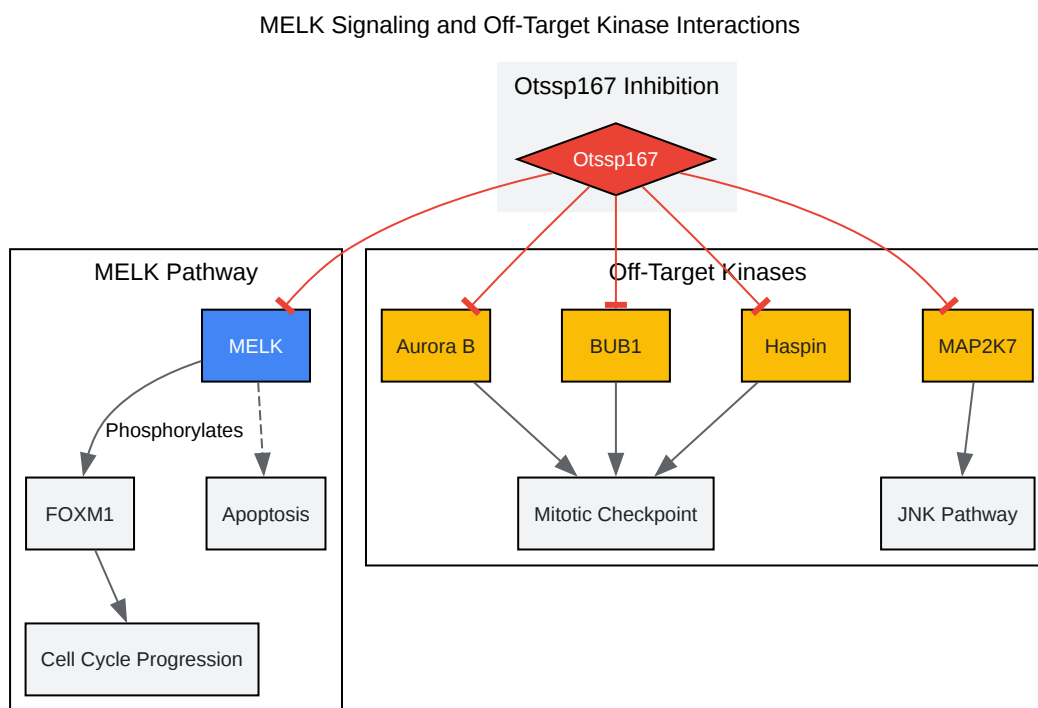 MELK Signaling and Off-Target Kinase Interactions
Otssp167 Inhibition
Otssp167
MELK Pathway
Off-Target Kinases
MELK
Aurora B
BUB1
Haspin
MAP2K7
Phosphorylates
FOXM1
Apoptosis
Mitotic Checkpoint
JNK Pathway
Cell Cycle Progression